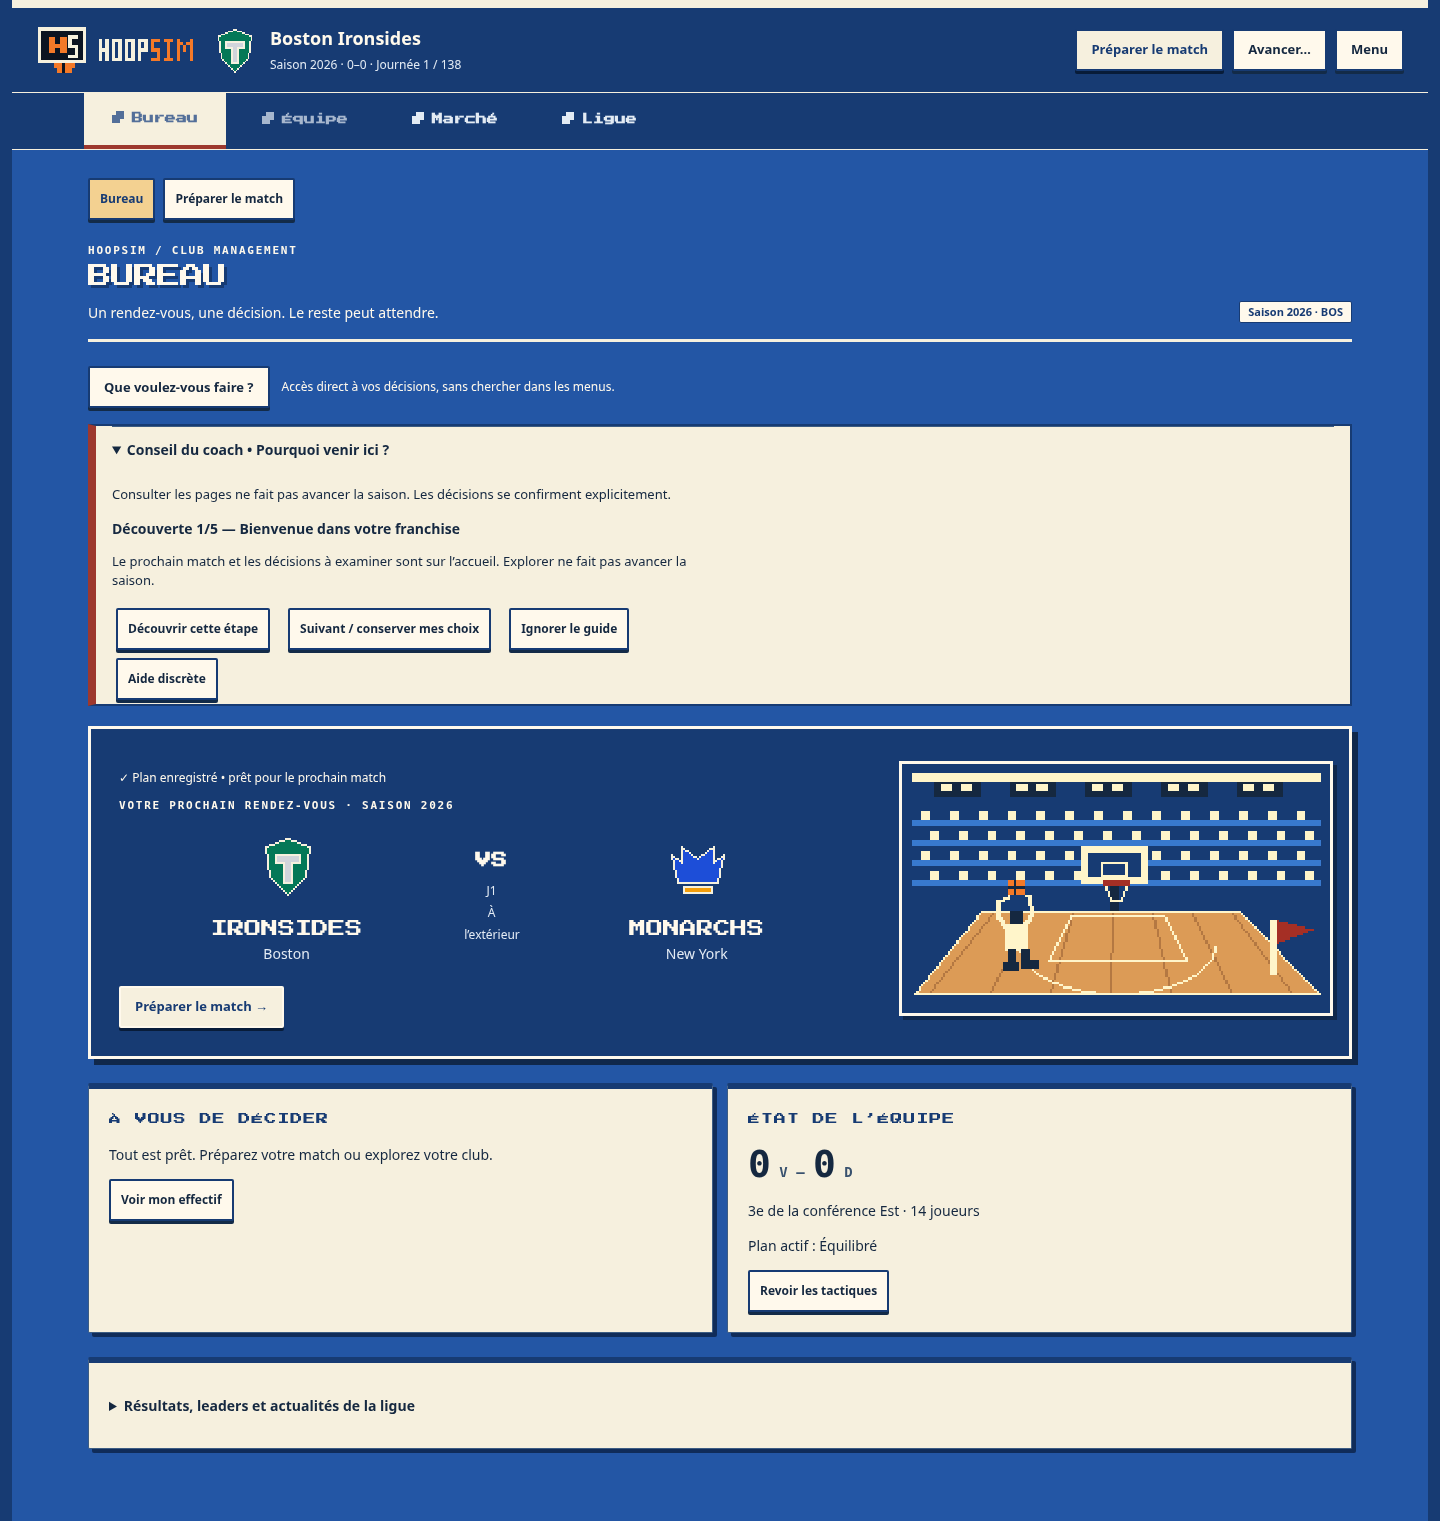 HS HOOPSIM
Boston Ironsides
Saison 2026 · 0–0 · Journée 1 / 138
Préparer le match
Avancer...
Menu
Bureau
Équipe
Marché
Ligue
Bureau
Préparer le match
HOOPSIM / CLUB MANAGEMENT
BUREAU
Un rendez-vous, une décision. Le reste peut attendre.
Saison 2026 · BOS
Que voulez-vous faire ?
Accès direct à vos décisions, sans chercher dans les menus.
▼ Conseil du coach • Pourquoi venir ici ?
Consulter les pages ne fait pas avancer la saison. Les décisions se confirment explicitement.
Découverte 1/5 — Bienvenue dans votre franchise
Le prochain match et les décisions à examiner sont sur l’accueil. Explorer ne fait pas avancer la
saison.
Découvrir cette étape
Suivant / conserver mes choix
Ignorer le guide
Aide discrète
✓ Plan enregistré • prêt pour le prochain match
VOTRE PROCHAIN RENDEZ-VOUS · SAISON 2026
T
IRONSIDES
Boston
VS
J1
À
l’extérieur
MONARCHS
New York
Préparer le match →
À VOUS DE DÉCIDER
Tout est prêt. Préparez votre match ou explorez votre club.
Voir mon effectif
ÉTAT DE L’ÉQUIPE
0 V – 0 D
3e de la conférence Est · 14 joueurs
Plan actif : Équilibré
Revoir les tactiques
▶ Résultats, leaders et actualités de la ligue